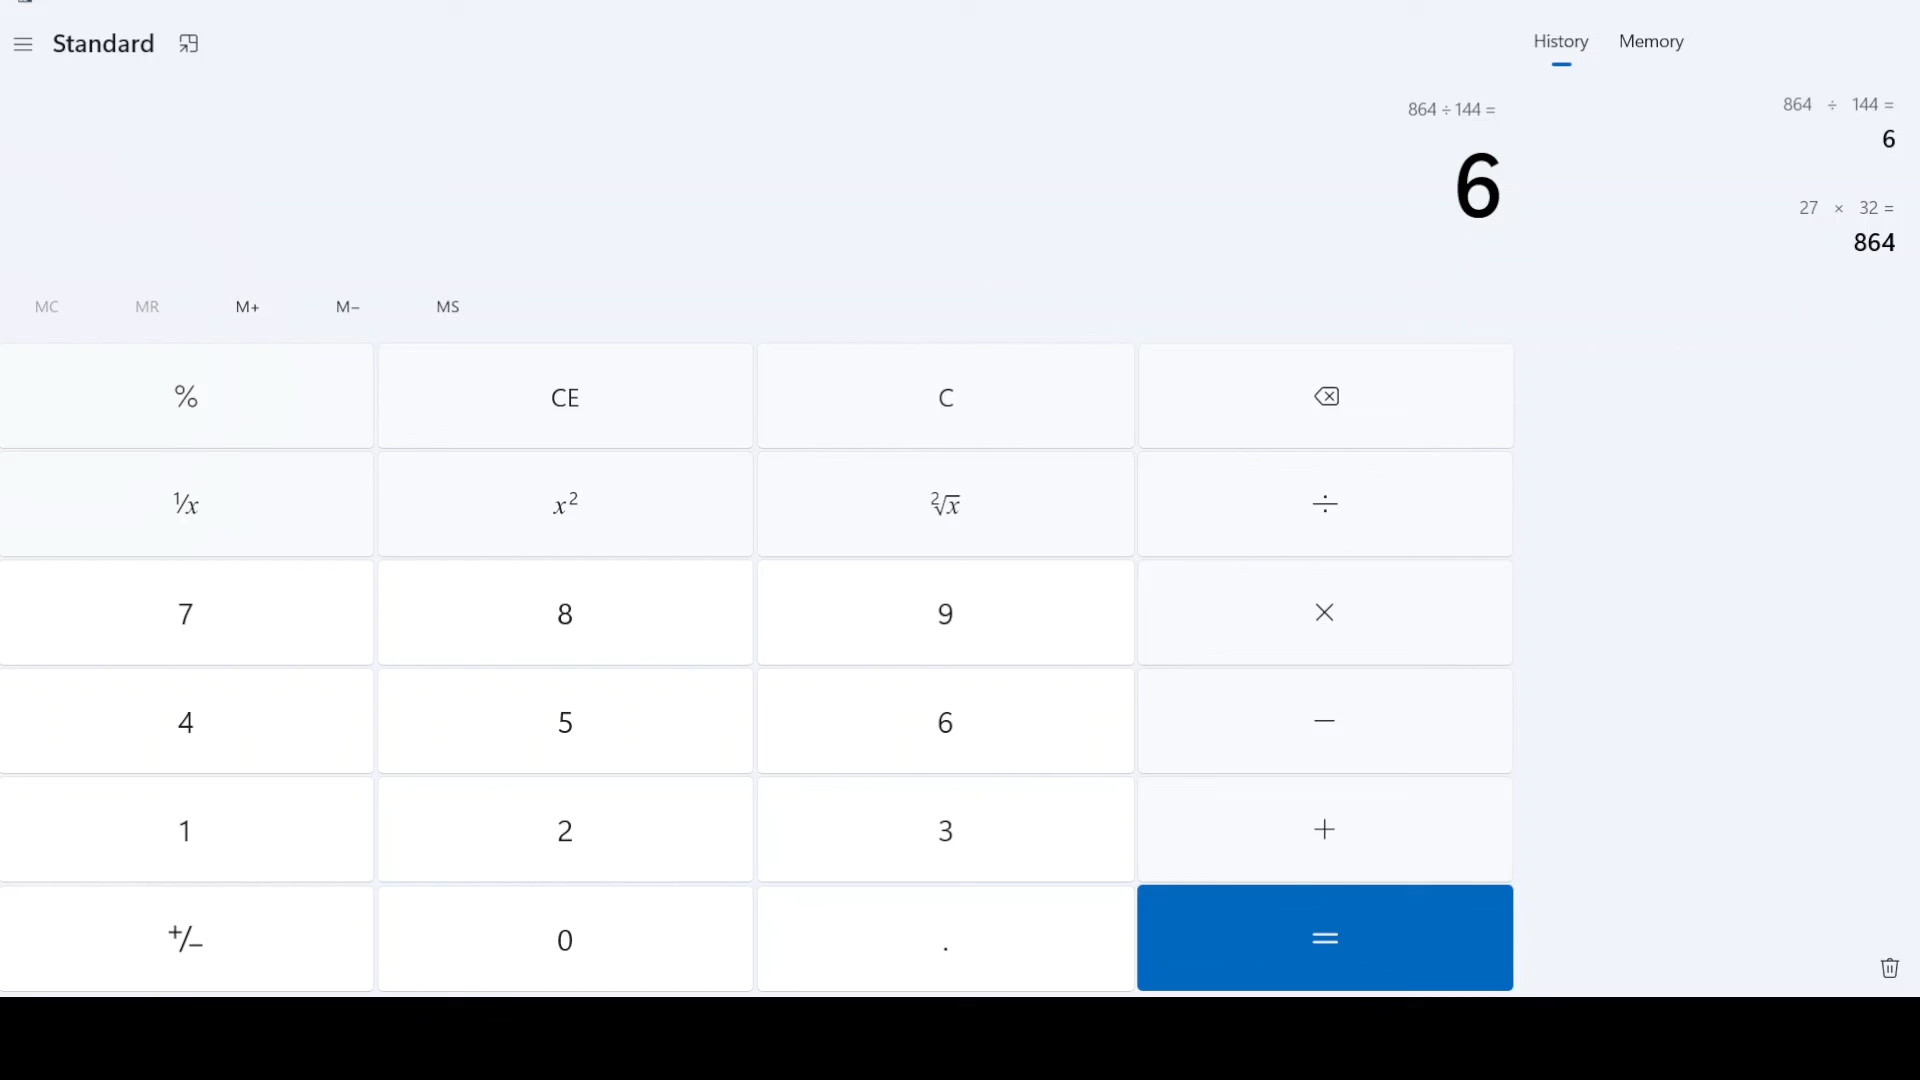 Standard
History Memory
864 ÷ 144 =
6
864 ÷ 144 =
6
27 × 32 =
864
MC MR M+ M− MS
% CE C
1/x x² ²√x ÷
7 8 9 ×
4 5 6 −
1 2 3 +
+/− 0 . =